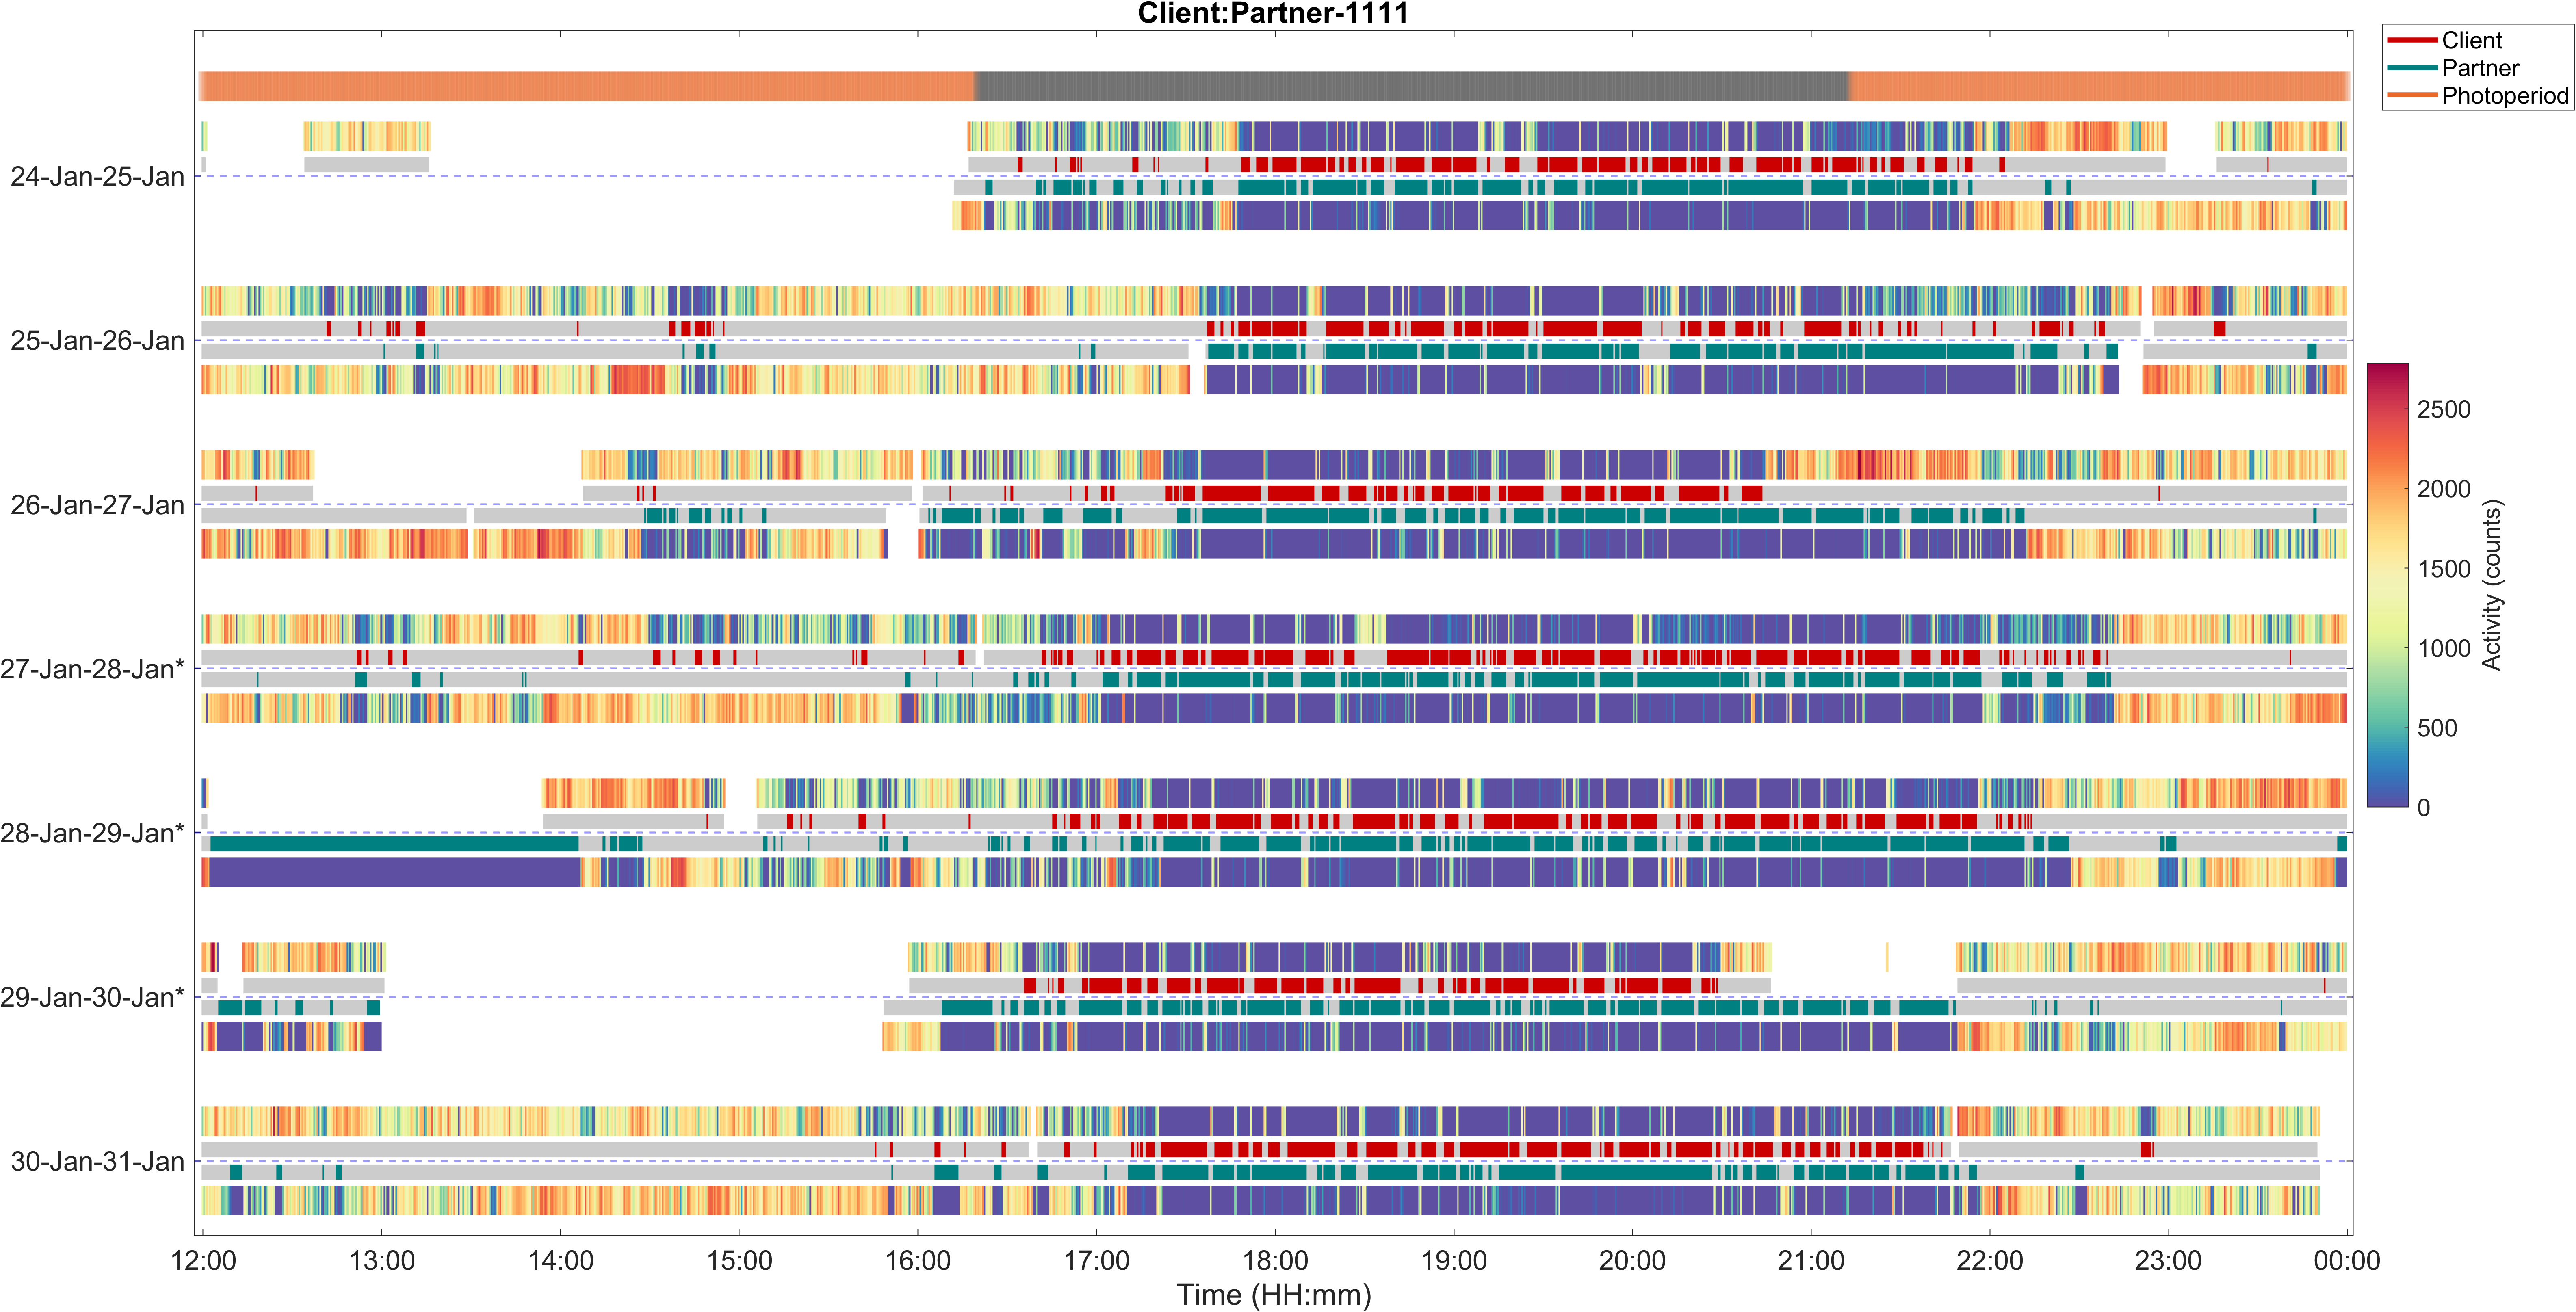 Client:Partner-1111
Client
Partner
Photoperiod
24-Jan-25-Jan
25-Jan-26-Jan
26-Jan-27-Jan
27-Jan-28-Jan*
28-Jan-29-Jan*
29-Jan-30-Jan*
30-Jan-31-Jan
2500
2000
1500
1000
500
0
Activity (counts)
12:00 13:00 14:00 15:00 16:00 17:00 18:00 19:00 20:00 21:00 22:00 23:00 00:00
Time (HH:mm)